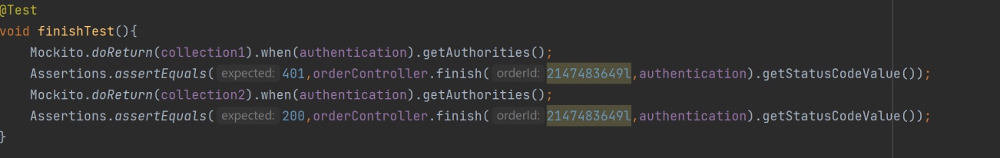 @Test
void finishTest(){
Mockito.doReturn(collection1).when(authentication).getAuthorities();
Assertions.assertEquals( expected: 401,orderController.finish( orderId: 2147483649l,authentication).getStatusCodeValue());
Mockito.doReturn(collection2).when(authentication).getAuthorities();
Assertions.assertEquals( expected: 200,orderController.finish( orderId: 2147483649l,authentication).getStatusCodeValue());
}